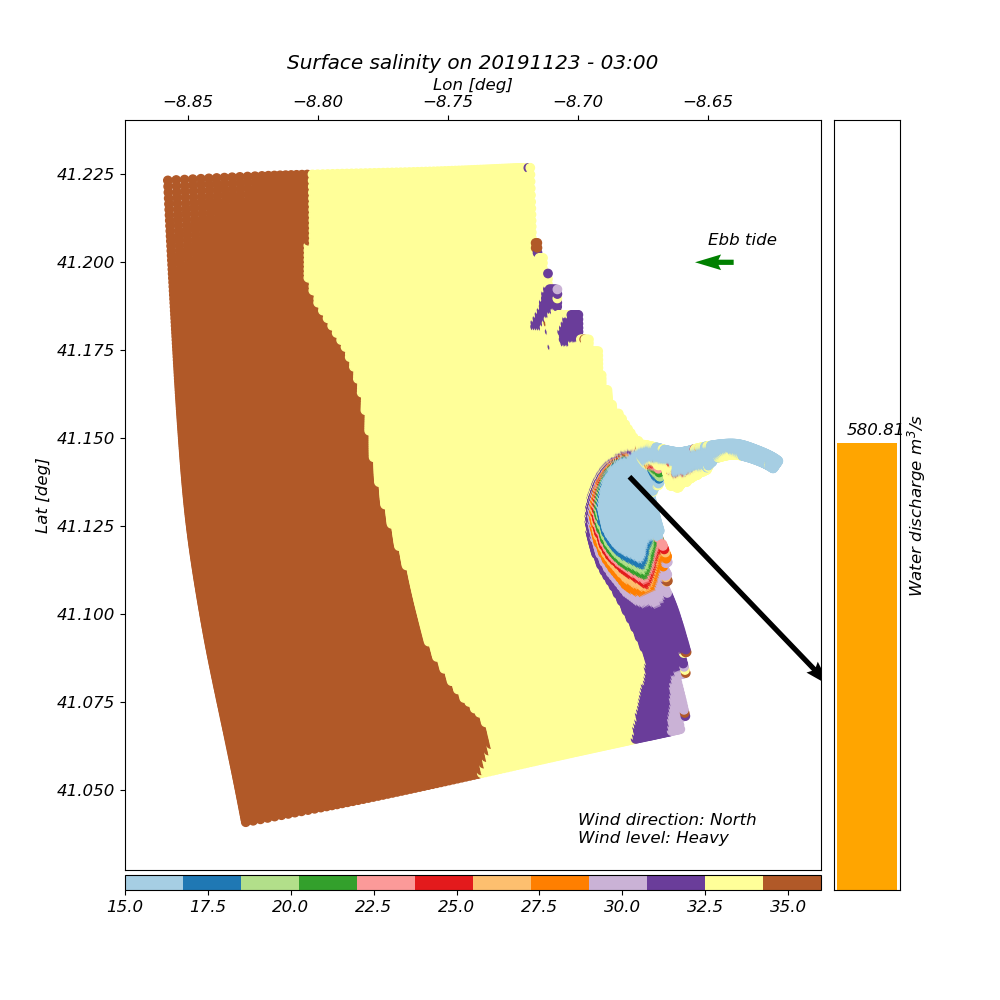 Surface salinity on 20191123 - 03:00
Lon [deg]
−8.85 −8.80 −8.75 −8.70 −8.65
41.225
41.200
41.175
41.150
41.125
41.100
41.075
41.050
Lat [deg]
Ebb tide
580.81
Water discharge m³/s
Wind direction: North
Wind level: Heavy
15.0 17.5 20.0 22.5 25.0 27.5 30.0 32.5 35.0